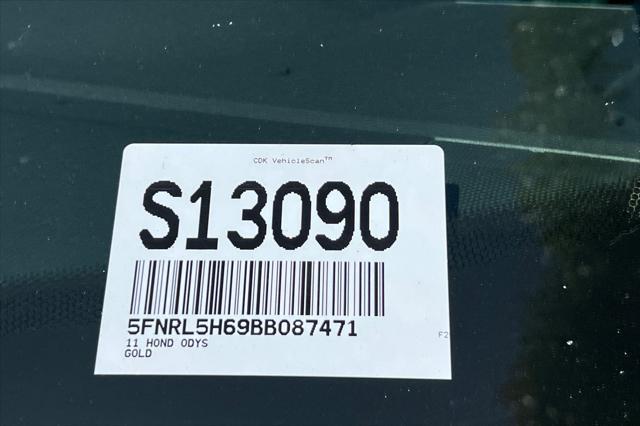 CDK VehicleScan™
S13090
5FNRL5H69BB087471
11 HOND ODYS
GOLD
F2